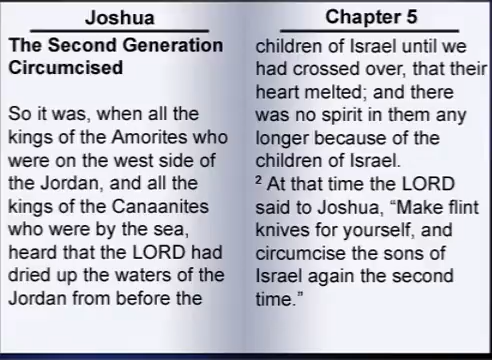 Joshua
The Second Generation
Circumcised
So it was, when all the
kings of the Amorites who
were on the west side of
the Jordan, and all the
kings of the Canaanites
who were by the sea,
heard that the LORD had
dried up the waters of the
Jordan from before the
Chapter 5
children of Israel until we
had crossed over, that their
heart melted; and there
was no spirit in them any
longer because of the
children of Israel.
² At that time the LORD
said to Joshua, “Make flint
knives for yourself, and
circumcise the sons of
Israel again the second
time.”